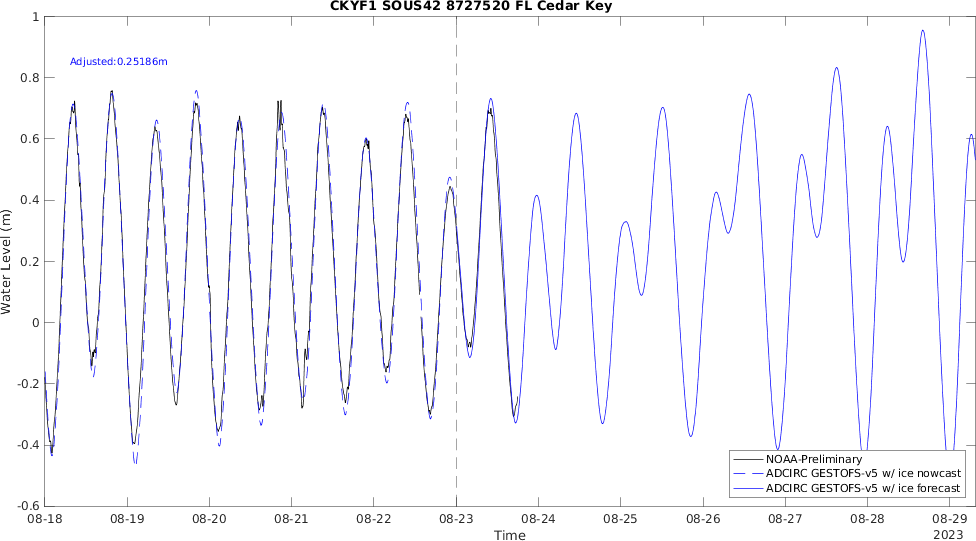 CKYF1 SOUS42 8727520 FL Cedar Key
Adjusted:0.25186m
Water Level (m)
1
0.8
0.6
0.4
0.2
0
-0.2
-0.4
-0.6
NOAA-Preliminary
ADCIRC GESTOFS-v5 w/ ice nowcast
ADCIRC GESTOFS-v5 w/ ice forecast
08-18 08-19 08-20 08-21 08-22 08-23 08-24 08-25 08-26 08-27 08-28 08-29
2023
Time